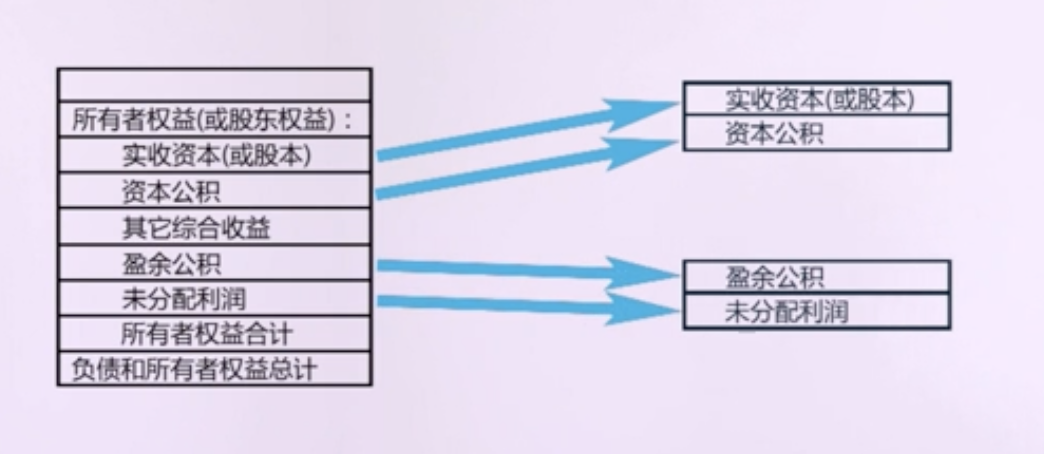 所有者权益(或股东权益)：
实收资本(或股本)
资本公积
其它综合收益
盈余公积
未分配利润
所有者权益合计
负债和所有者权益总计
实收资本(或股本)
资本公积
盈余公积
未分配利润